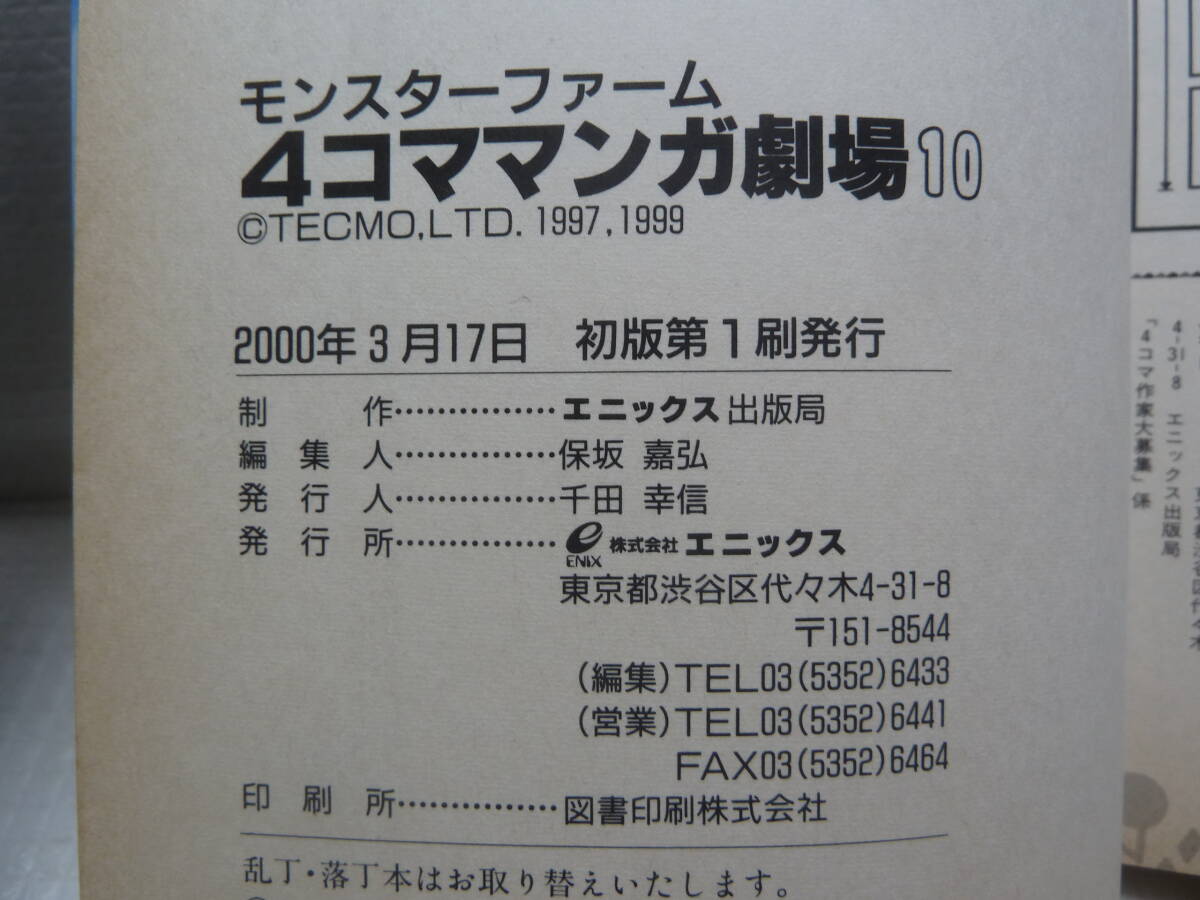 モンスターファーム
4コママンガ劇場10
©TECMO,LTD. 1997,1999
2000年3月17日 初版第1刷発行
制作……………エニックス出版局
編集人……………保坂 嘉弘
発行人……………千田 幸信
発行所……………ENIX 株式会社エニックス
東京都渋谷区代々木4-31-8
〒151-8544
(編集)TEL03(5352)6433
(営業)TEL03(5352)6441
FAX03(5352)6464
印刷所……………図書印刷株式会社
乱丁・落丁本はお取り替えいたします。
4-31-8 エニックス出版局
「4コマ作家大募集」係